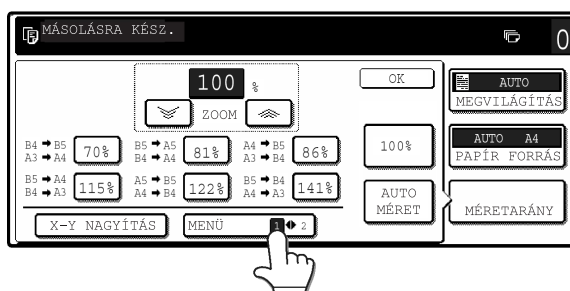 MÁSOLÁSRA KÉSZ.
0
100 %
ZOOM
OK
AUTO
MEGVILÁGÍTÁS
B4 ➡ B5
A3 ➡ A4
70%
B5 ➡ A5
B4 ➡ A4
81%
A4 ➡ B5
A3 ➡ B4
86%
100%
AUTO A4
PAPÍR FORRÁS
B5 ➡ A4
B4 ➡ A3
115%
A5 ➡ B5
A4 ➡ B4
122%
B5 ➡ B4
A4 ➡ A3
141%
AUTO
MÉRET
MÉRETARÁNY
X-Y NAGYÍTÁS
MENÜ 1 2